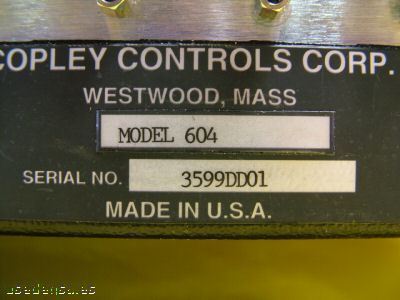 COPLEY CONTROLS CORP.
WESTWOOD, MASS
MODEL 604
SERIAL NO. 3599DD01
MADE IN U.S.A.